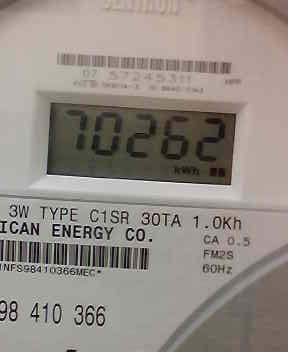 CENTRON
07 57245311
70262
kWh
3W TYPE C1SR 30TA 1.0Kh
ICAN ENERGY CO.
CA 0.5
FM2S
60Hz
INFS98410366MEC*
98 410 366